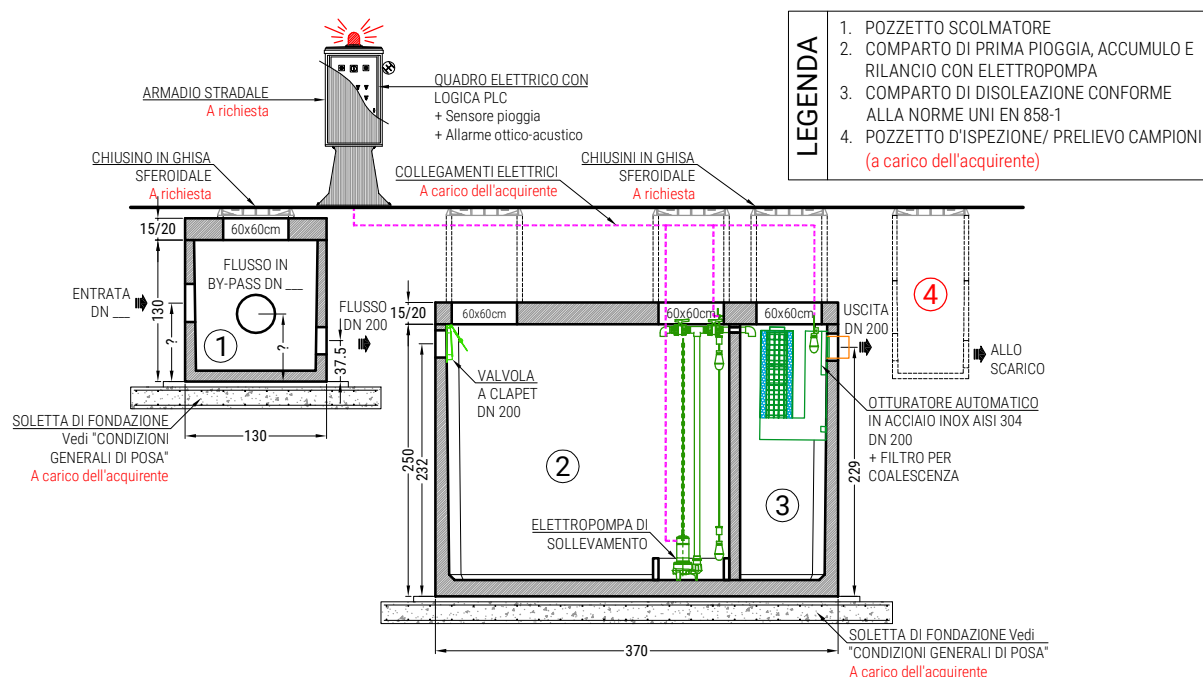 LEGENDA
1. POZZETTO SCOLMATORE
2. COMPARTO DI PRIMA PIOGGIA, ACCUMULO E
RILANCIO CON ELETTROPOMPA
3. COMPARTO DI DISOLEAZIONE CONFORME
ALLA NORME UNI EN 858-1
4. POZZETTO D'ISPEZIONE/ PRELIEVO CAMPIONI
(a carico dell'acquirente)
ARMADIO STRADALE
A richiesta
QUADRO ELETTRICO CON
LOGICA PLC
+ Sensore pioggia
+ Allarme ottico-acustico
CHIUSINO IN GHISA
SFEROIDALE
A richiesta
COLLEGAMENTI ELETTRICI
A carico dell'acquirente
CHIUSINI IN GHISA
SFEROIDALE
A richiesta
15/20
60x60cm
FLUSSO IN
BY-PASS DN ___
ENTRATA
DN ___
130
?
?
1
FLUSSO
DN 200
37.5
SOLETTA DI FONDAZIONE
Vedi "CONDIZIONI
GENERALI DI POSA"
A carico dell'acquirente
130
15/20
60x60cm
60x60cm
60x60cm
USCITA
DN 200
4
ALLO
SCARICO
VALVOLA
A CLAPET
DN 200
OTTURATORE AUTOMATICO
IN ACCIAIO INOX AISI 304
DN 200
+ FILTRO PER
COALESCENZA
250
232
2
3
229
ELETTROPOMPA DI
SOLLEVAMENTO
370
SOLETTA DI FONDAZIONE Vedi
"CONDIZIONI GENERALI DI POSA"
A carico dell'acquirente